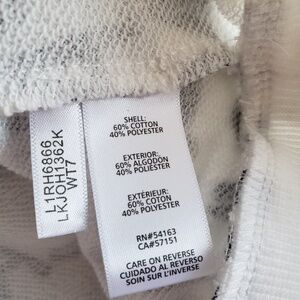 L1RH6866
LKJOH1362K
WT7
SHELL:
60% COTTON
40% POLYESTER
EXTERIOR:
60% ALGODON
40% POLIÉSTER
EXTÉRIEUR:
60% COTON
40% POLYESTER
RN#54163
CA#57151
CARE ON REVERSE
CUIDADO AL REVERSO
SOIN SUR L'INVERSE